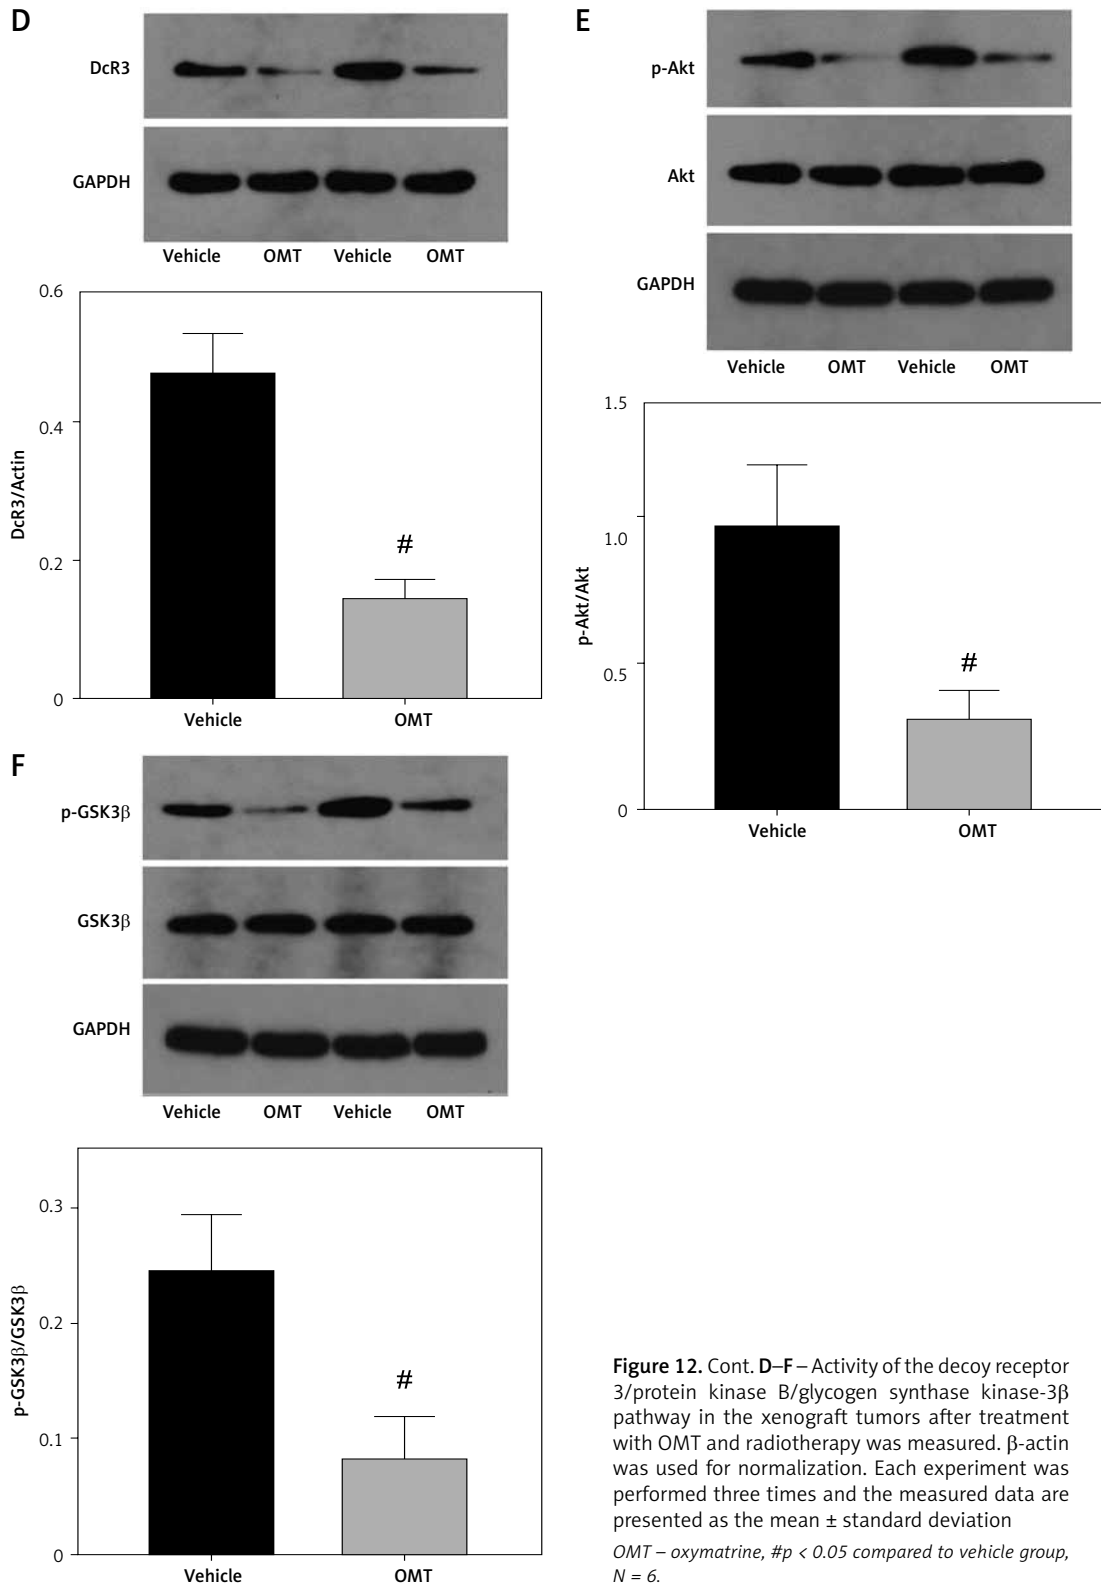 D
DcR3
GAPDH
Vehicle OMT Vehicle OMT
0.6
0.4
0.2
0
DcR3/Actin
#
Vehicle OMT
E
p-Akt
Akt
GAPDH
Vehicle OMT Vehicle OMT
1.5
1.0
0.5
0
p-Akt/Akt
#
Vehicle OMT
F
p-GSK3β
GSK3β
GAPDH
Vehicle OMT Vehicle OMT
0.3
0.2
0.1
0
p-GSK3β/GSK3β
#
Vehicle OMT
Figure 12. Cont. D–F – Activity of the decoy receptor
3/protein kinase B/glycogen synthase kinase-3β
pathway in the xenograft tumors after treatment
with OMT and radiotherapy was measured. β-actin
was used for normalization. Each experiment was
performed three times and the measured data are
presented as the mean ± standard deviation
OMT – oxymatrine, #p < 0.05 compared to vehicle group,
N = 6.